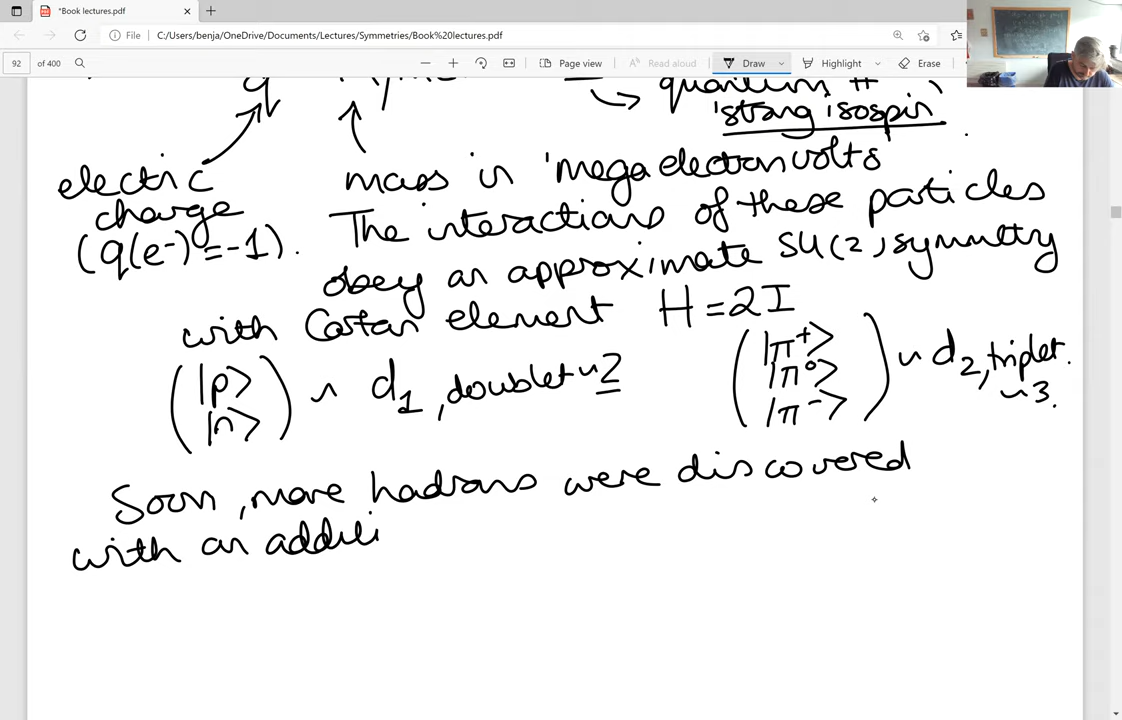 *Book lectures.pdf
File C:/Users/benja/OneDrive/Documents/Lectures/Symmetries/Book%20lectures.pdf
92 of 400 Page view Read aloud Draw Highlight Erase
q quantum #
'strong isospin'
electric charge (q(e-) = -1).
mass in 'mega electron volts
The interactions of these particles
obey an approximate SU(2) symmetry
with Cartan element H = 2I
(|p> |n>) ~ d1, doublet ~ 2 (|π+> |π0> |π-> ) ~ d2, triplet. ~ 3.
Soon, more hadrons were discovered
with an additi